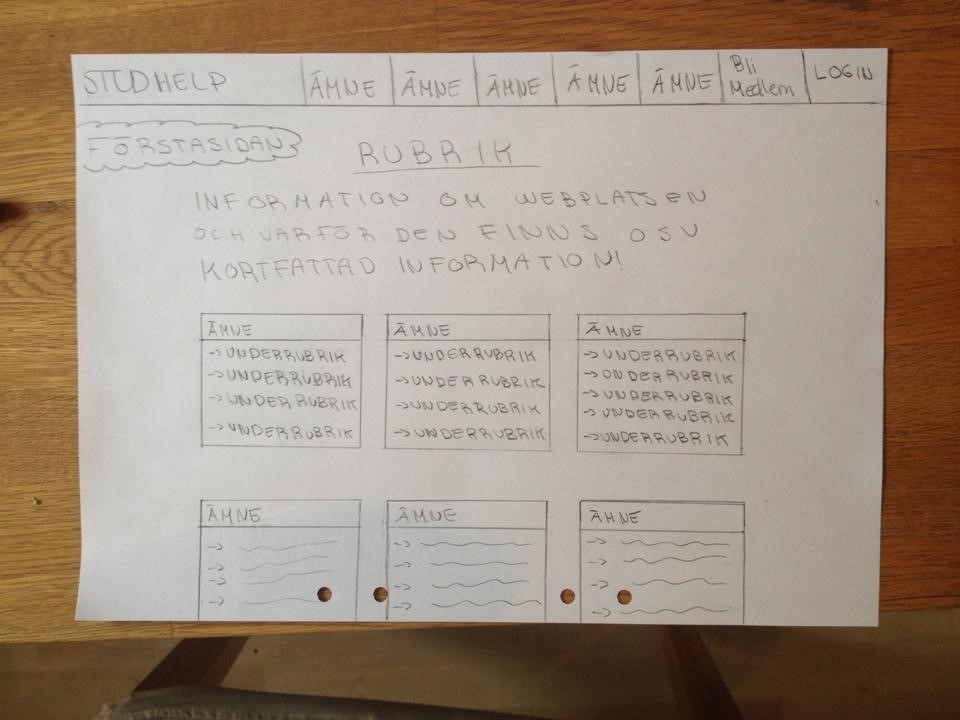 STUDHELP ÄMNE ÄMNE ÄMNE ÄMNE ÄMNE Bli Medlem LOGIN
FÖRSTASIDAN
RUBRIK
INFORMATION OM WEBPLATSEN
OCH VARFÖR DEN FINNS OSV
KORTFATTAD INFORMATION!
ÄMNE
→UNDERRUBRIK
→UNDERRUBRIK
→UNDERRUBRIK
→UNDERRUBRIK
ÄMNE
→UNDERRUBRIK
→UNDERRUBRIK
→UNDERRUBRIK
→UNDERRUBRIK
ÄMNE
→UNDERRUBRIK
→UNDERRUBRIK
→UNDERRUBRIK
→UNDERRUBRIK
→UNDERRUBRIK
ÄMNE
ÄMNE
ÄMNE